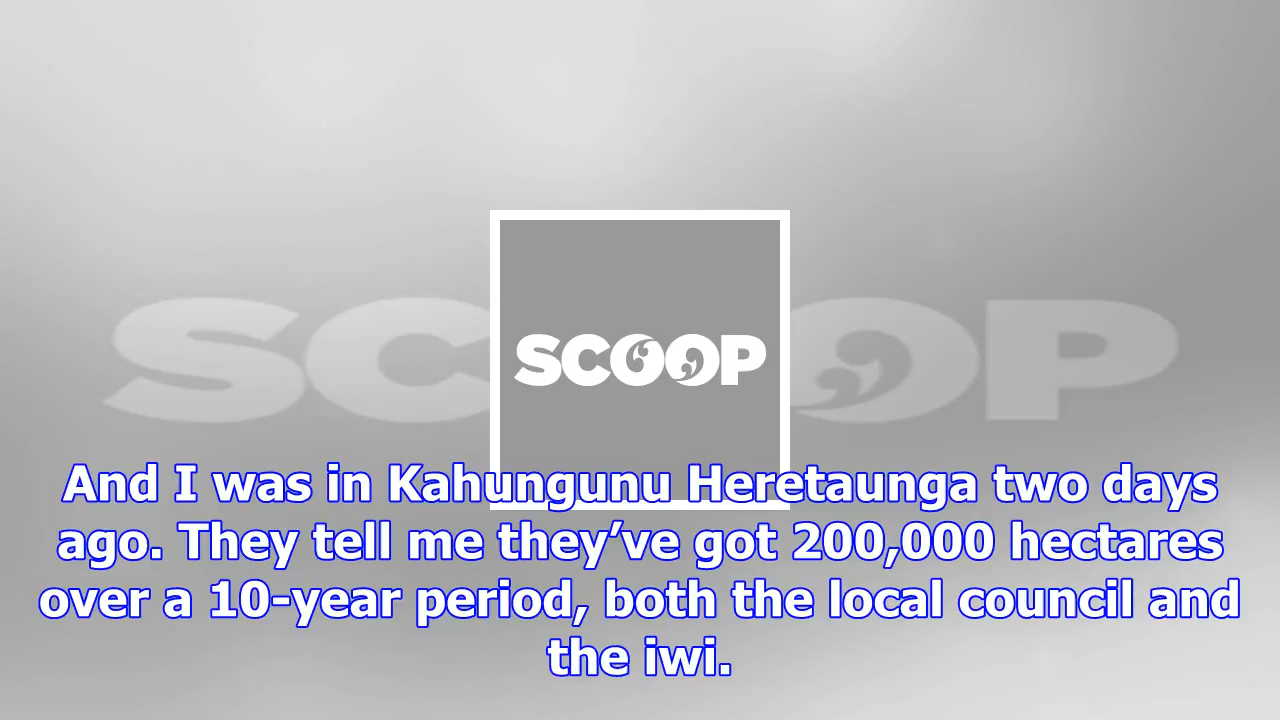 SCOOP
SCOOP
And I was in Kahungunu Heretaunga two days
ago. They tell me they’ve got 200,000 hectares
over a 10-year period, both the local council and
the iwi.